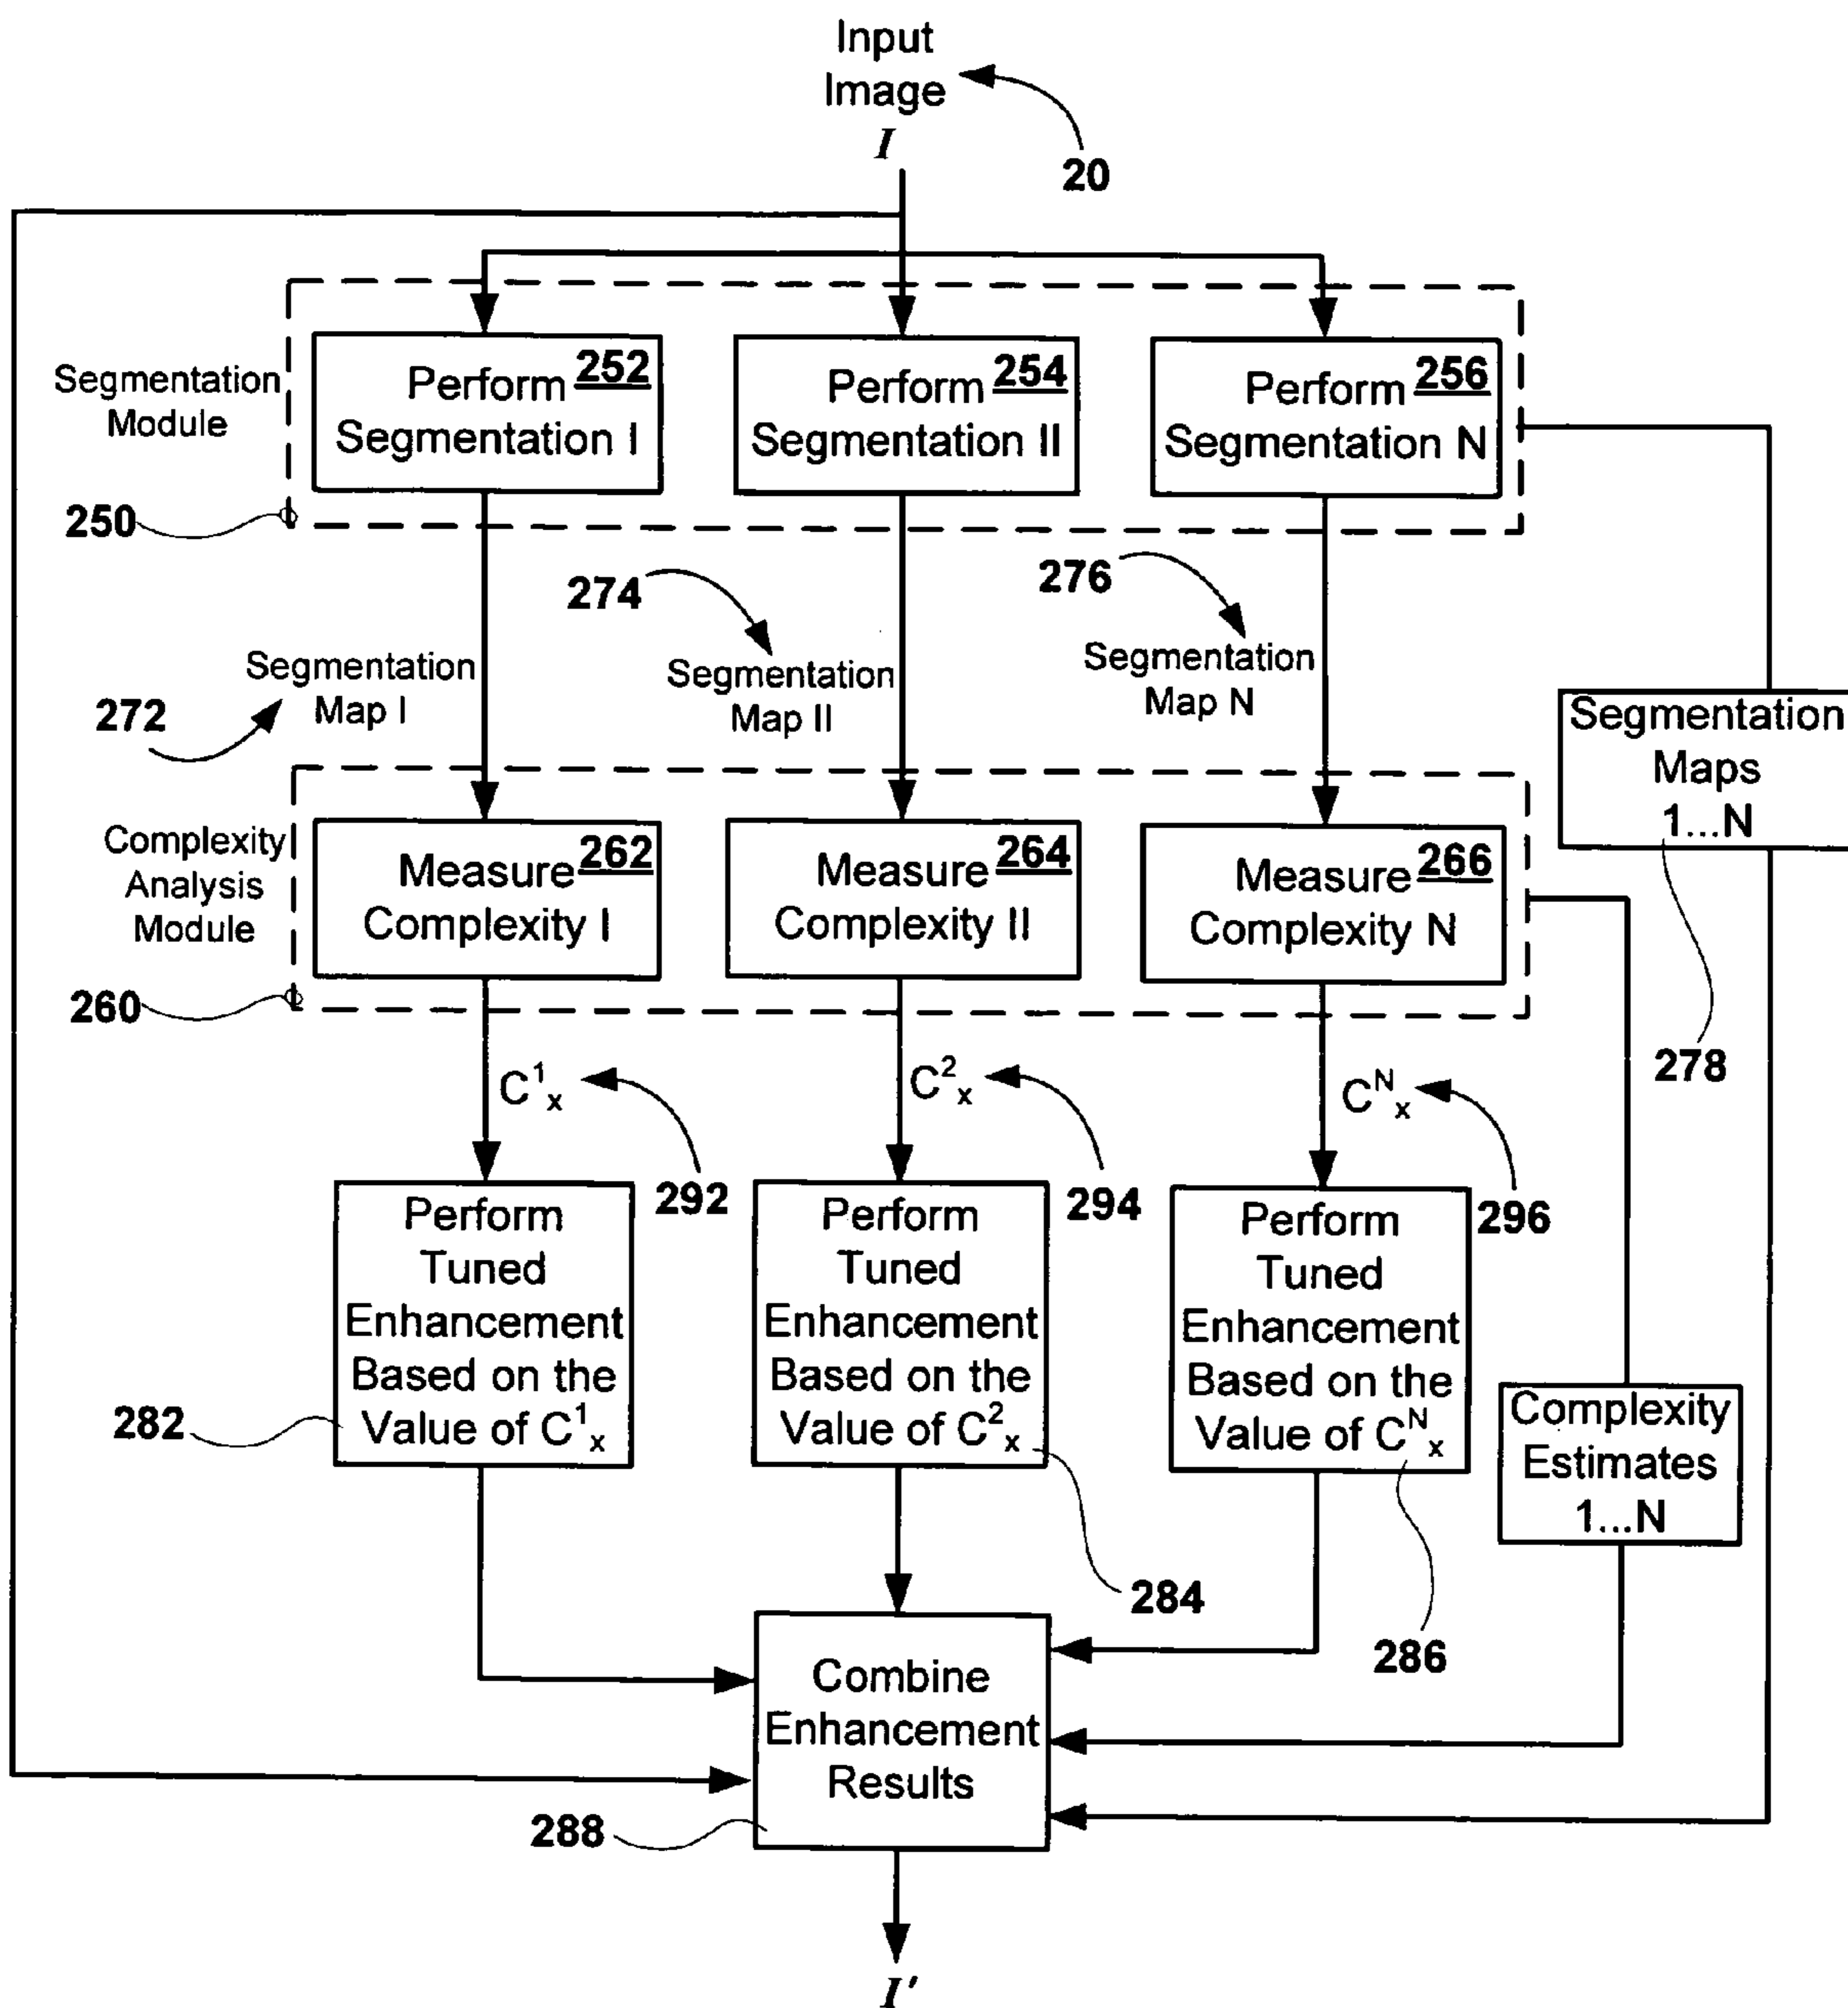 Input
Image
I
20
Segmentation
Module
250
Perform 252
Segmentation I
Perform 254
Segmentation II
Perform 256
Segmentation N
272
Segmentation
Map I
274
Segmentation
Map II
276
Segmentation
Map N
Segmentation
Maps
1...N
278
Complexity
Analysis
Module
260
Measure 262
Complexity I
Measure 264
Complexity II
Measure 266
Complexity N
C¹ₓ
292
C²ₓ
294
Cᴺₓ
296
Perform
Tuned
Enhancement
Based on the
Value of C¹ₓ
282
Perform
Tuned
Enhancement
Based on the
Value of C²ₓ
284
Perform
Tuned
Enhancement
Based on the
Value of Cᴺₓ
286
Complexity
Estimates
1...N
Combine
Enhancement
Results
288
I'